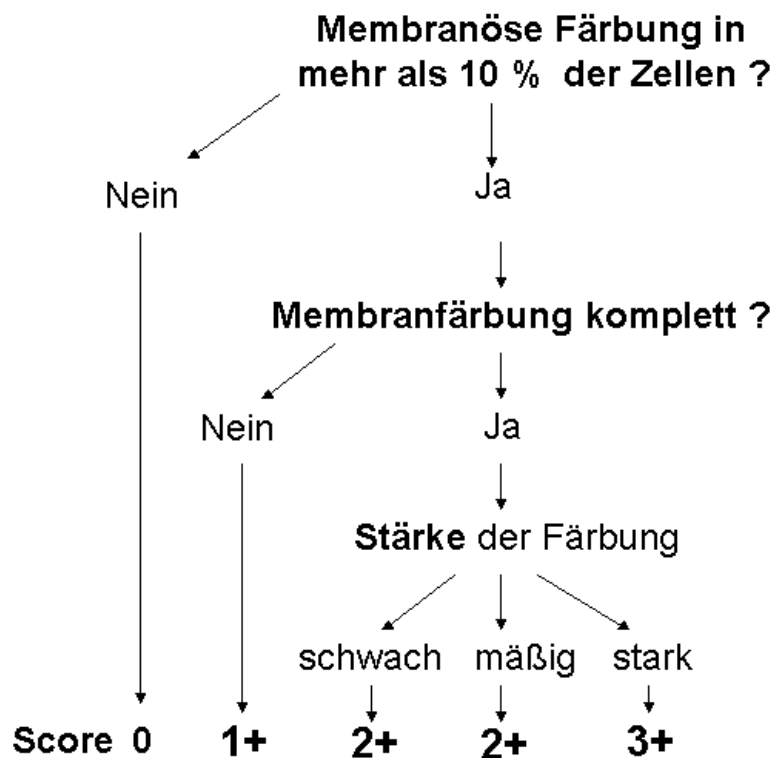 Membranöse Färbung in
mehr als 10 % der Zellen ?
Nein
Ja
Membranfärbung komplett ?
Nein
Ja
Stärke der Färbung
schwach mäßig stark
Score 0 1+ 2+ 2+ 3+